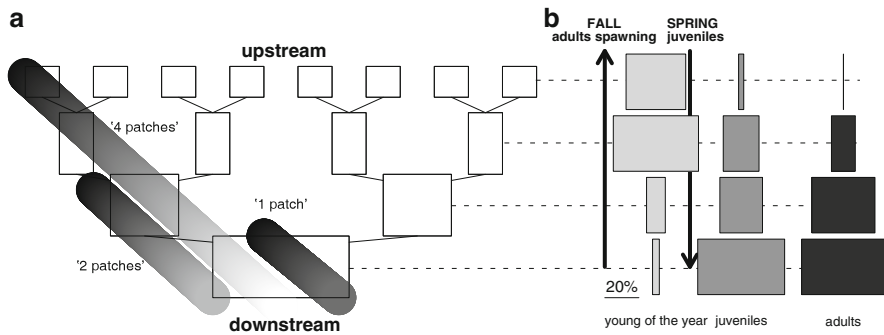 a
upstream
'4 patches'
'1 patch'
'2 patches'
downstream
b
FALL
adults spawning
SPRING
juveniles
20%
young of the year
juveniles
adults